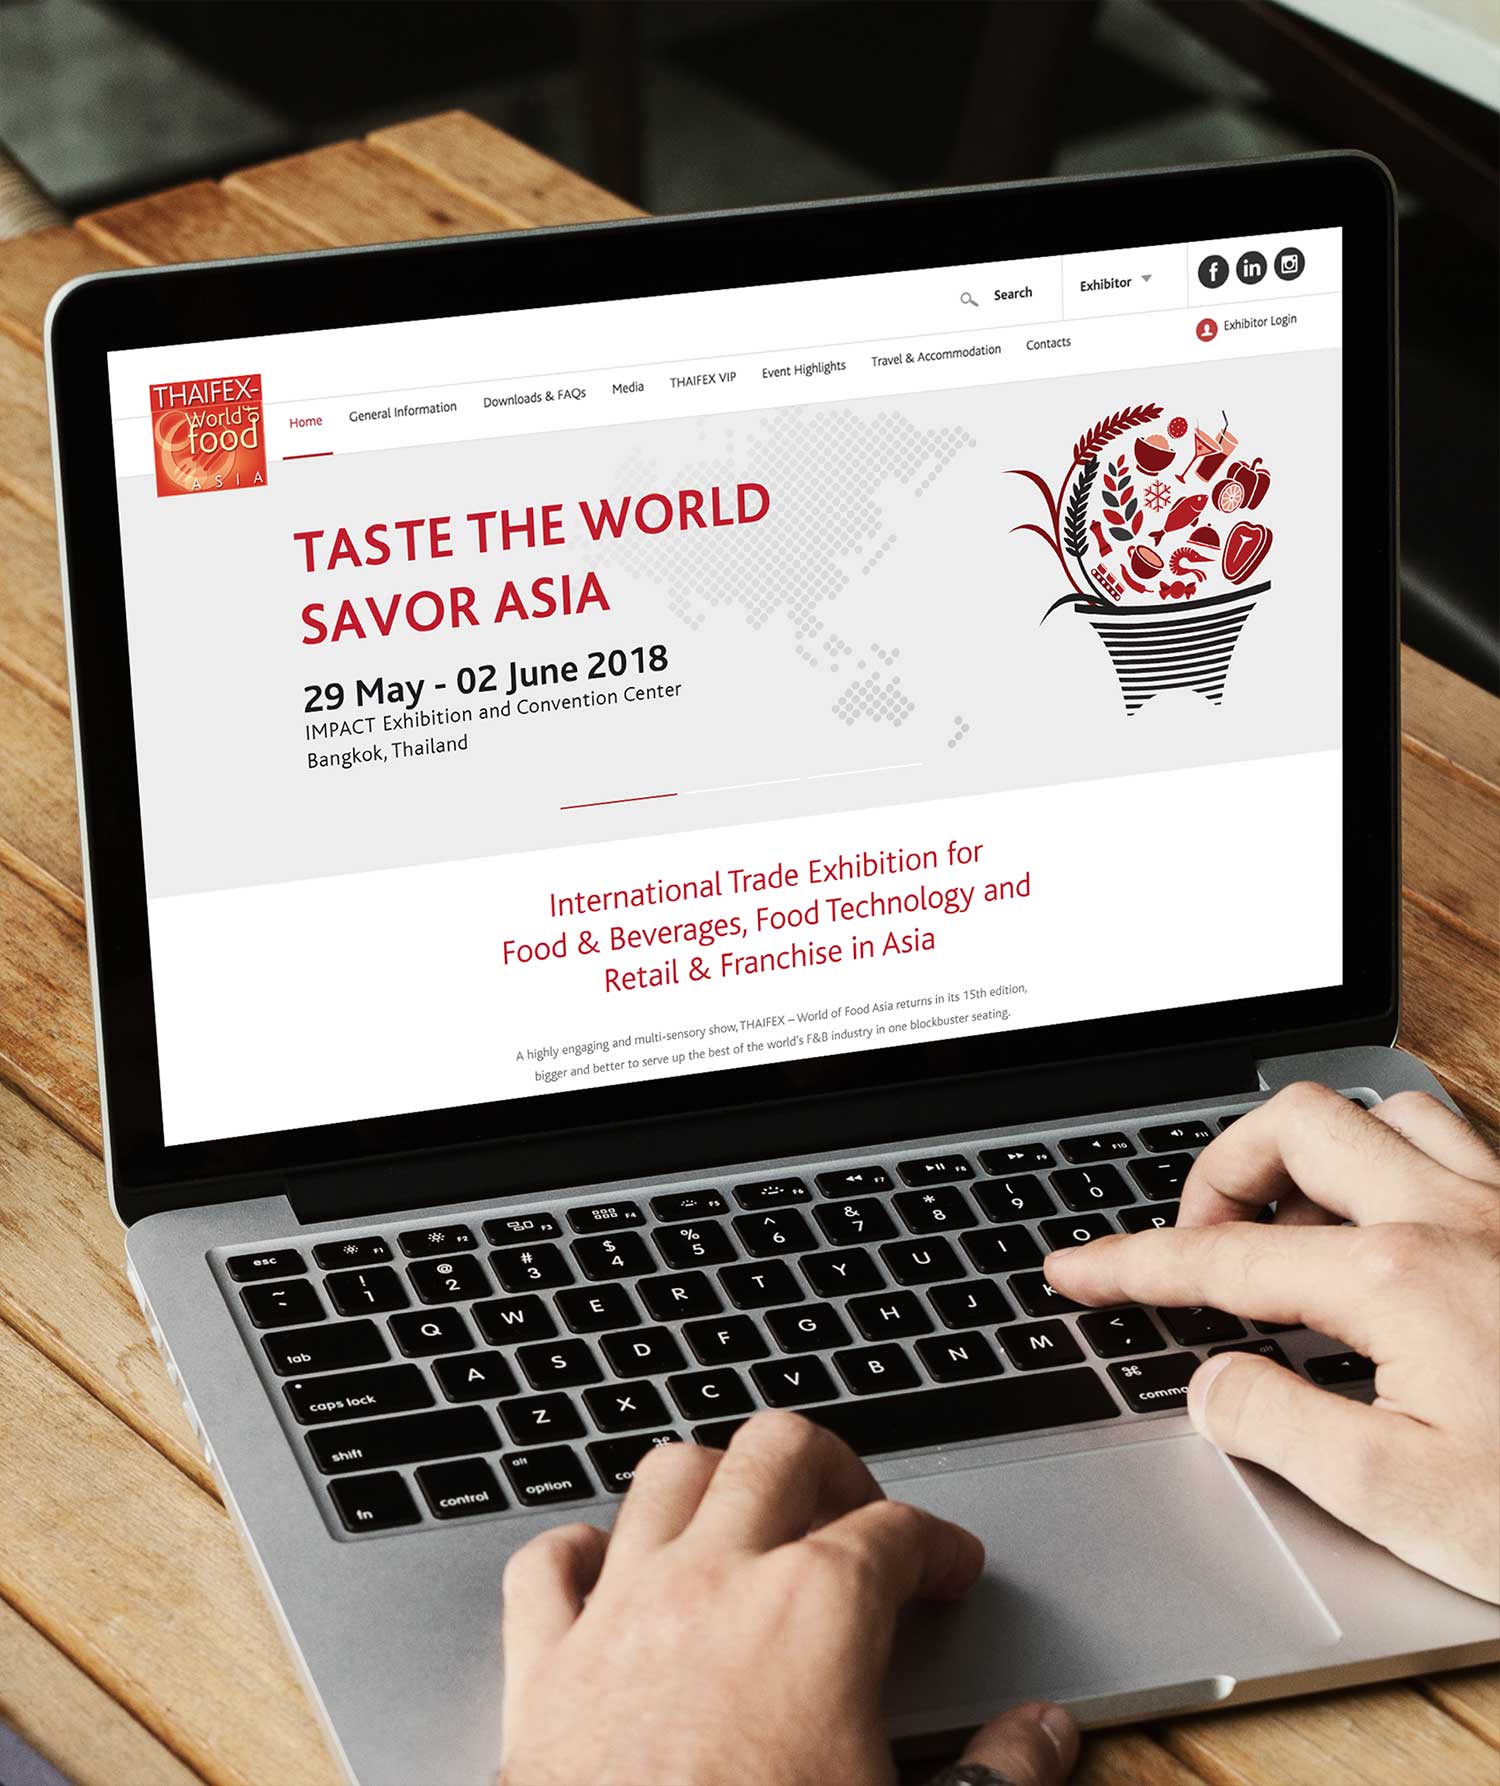 Search
Exhibitor
f
in
Exhibitor Login
THAIFEX-
World of
food
ASIA
Home
General Information
Downloads & FAQs
Media
THAIFEX VIP
Event Highlights
Travel & Accommodation
Contacts
TASTE THE WORLD
SAVOR ASIA
29 May - 02 June 2018
IMPACT Exhibition and Convention Center
Bangkok, Thailand
International Trade Exhibition for
Food & Beverages, Food Technology and
Retail & Franchise in Asia
A highly engaging and multi-sensory show, THAIFEX – World of Food Asia returns in its 15th edition,
bigger and better to serve up the best of the world's F&B industry in one blockbuster seating.
esc F1 F2 F3 F4 F5 F6 F7 F8 F9 F10 F11
~ ! @ # $ % ^ & * ( ) –
` 1 2 3 4 5 6 7 8 9 0 -
tab Q W E R T Y U I O P
caps lock A S D F G H J K
shift Z X C V B N M < , >
fn control alt option ⌘ co ⌘ comma alt